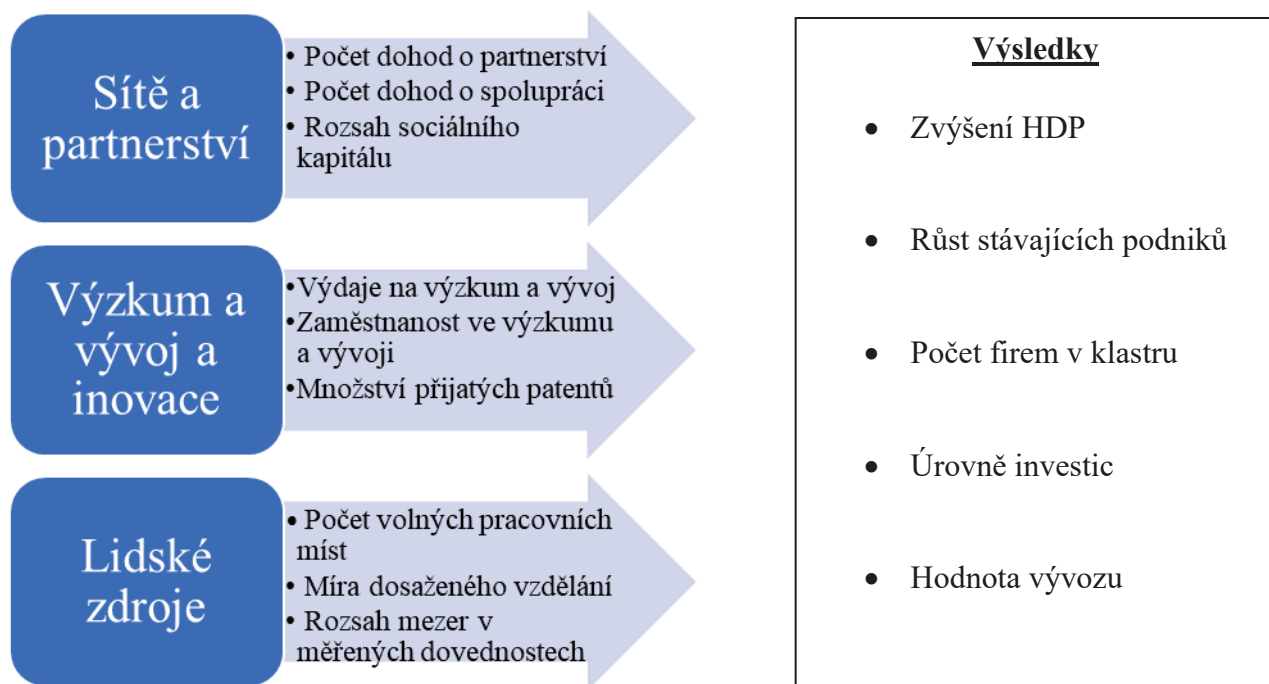 Sítě a
partnerství
• Počet dohod o partnerství
• Počet dohod o spolupráci
• Rozsah sociálního
kapitálu
Výzkum a
vývoj a
inovace
•Výdaje na výzkum a vývoj
•Zaměstnanost ve výzkumu
a vývoji
•Množství přijatých patentů
Lidské
zdroje
• Počet volných pracovních
míst
• Míra dosaženého vzdělání
• Rozsah mezer v
měřených dovednostech
Výsledky
• Zvýšení HDP
• Růst stávajících podniků
• Počet firem v klastru
• Úrovně investic
• Hodnota vývozu